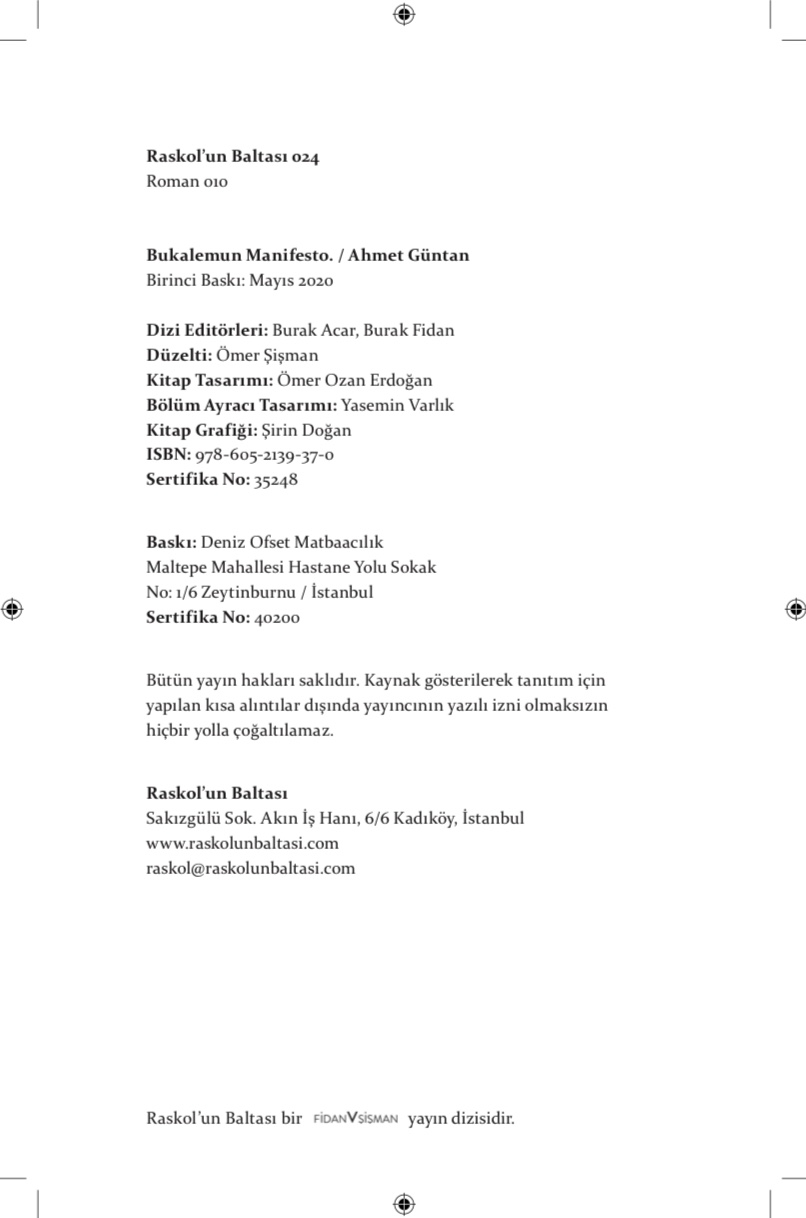 Raskol’un Baltası 024
Roman 010
Bukalemun Manifesto. / Ahmet Güntan
Birinci Baskı: Mayıs 2020
Dizi Editörleri: Burak Acar, Burak Fidan
Düzelti: Ömer Şişman
Kitap Tasarımı: Ömer Ozan Erdoğan
Bölüm Ayracı Tasarımı: Yasemin Varlık
Kitap Grafiği: Şirin Doğan
ISBN: 978-605-2139-37-0
Sertifika No: 35248
Baskı: Deniz Ofset Matbaacılık
Maltepe Mahallesi Hastane Yolu Sokak
No: 1/6 Zeytinburnu / İstanbul
Sertifika No: 40200
Bütün yayın hakları saklıdır. Kaynak gösterilerek tanıtım için
yapılan kısa alıntılar dışında yayıncının yazılı izni olmaksızın
hiçbir yolla çoğaltılamaz.
Raskol’un Baltası
Sakızgülü Sok. Akın İş Hanı, 6/6 Kadıköy, İstanbul
www.raskolunbaltasi.com
raskol@raskolunbaltasi.com
Raskol’un Baltası bir FİDANVSİSMAN yayın dizisidir.